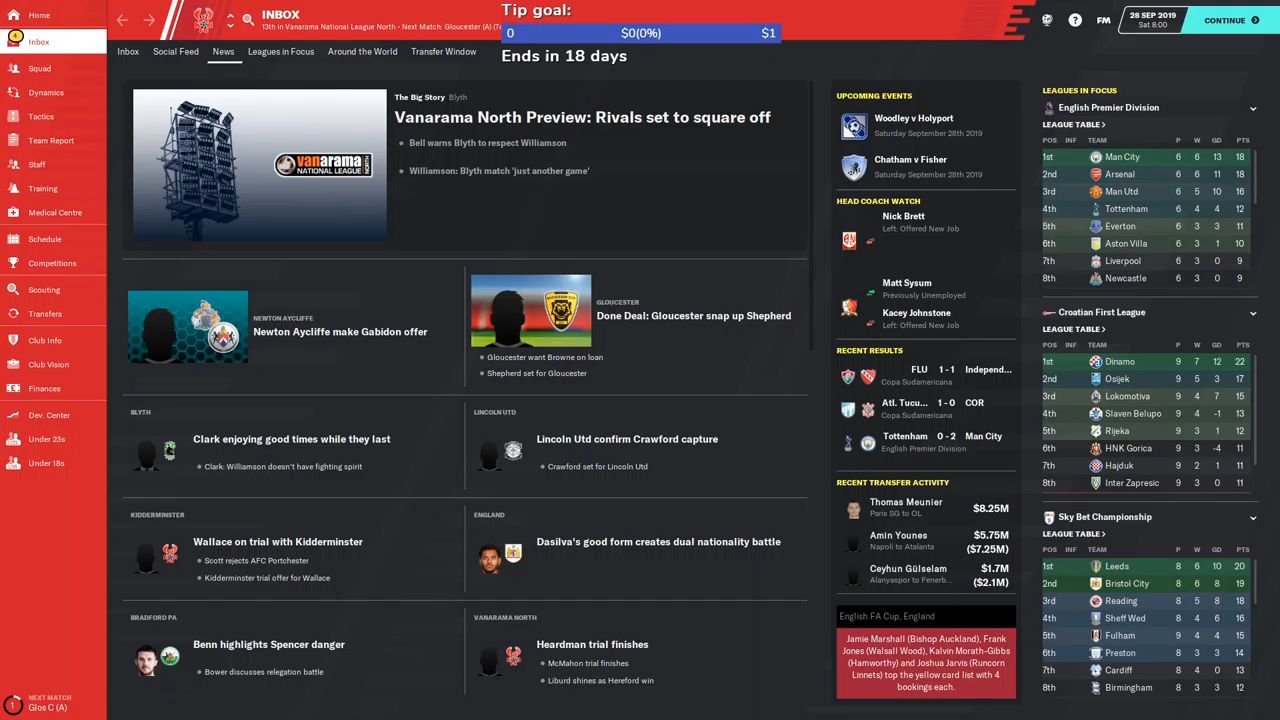 Home
4
Inbox
Squad
Dynamics
Tactics
Team Report
Staff
Training
Medical Centre
Schedule
Competitions
Scouting
Transfers
Club Info
Club Vision
Finances
Dev. Center
Under 23s
Under 18s
1
NEXT MATCH
Glos C (A)
INBOX
13th in Vanarama National League North - Next Match: Gloucester (A) (T
Tip goal:
0 $0(0%) $1
Ends in 18 days
? FM
28 SEP 2019
Sat 8:00
CONTINUE
Inbox Social Feed News Leagues in Focus Around the World Transfer Window
vanarama
NATIONAL LEAGUE
NORTH
The Big Story Blyth
Vanarama North Preview: Rivals set to square off
Bell warns Blyth to respect Williamson
Williamson: Blyth match 'just another game'
NEWTON AYCLIFFE
Newton Aycliffe make Gabidon offer
GLOUCESTER
Done Deal: Gloucester snap up Shepherd
Gloucester want Browne on loan
Shepherd set for Gloucester
BLYTH
Clark enjoying good times while they last
Clark: Williamson doesn't have fighting spirit
LINCOLN UTD
Lincoln Utd confirm Crawford capture
Crawford set for Lincoln Utd
KIDDERMINSTER
Wallace on trial with Kidderminster
Scott rejects AFC Portchester
Kidderminster trial offer for Wallace
ENGLAND
Dasilva's good form creates dual nationality battle
BRADFORD PA
Benn highlights Spencer danger
Bower discusses relegation battle
VANARAMA NORTH
Heardman trial finishes
McMahon trial finishes
Liburd shines as Hereford win
UPCOMING EVENTS
Woodley v Holyport
Saturday September 28th 2019
Chatham v Fisher
Saturday September 28th 2019
HEAD COACH WATCH
Nick Brett
Left: Offered New Job
Matt Sysum
Previously Unemployed
Kacey Johnstone
Left: Offered New Job
RECENT RESULTS
FLU 1 - 1 Independ...
Copa Sudamericana
Atl. Tucu... 1 - 0 COR
Copa Sudamericana
Tottenham 0 - 2 Man City
English Premier Division
RECENT TRANSFER ACTIVITY
Thomas Meunier
Paris SG to OL
$8.25M
Amin Younes
Napoli to Atalanta
$5.75M
($7.25M)
Ceyhun Gülselam
Alanyaspor to Fenerb...
$1.7M
($2.1M)
English FA Cup, England
Jamie Marshall (Bishop Auckland), Frank
Jones (Walsall Wood), Kalvin Morath-Gibbs
(Hamworthy) and Joshua Jarvis (Runcorn
Linnets) top the yellow card list with 4
bookings each.
LEAGUES IN FOCUS
English Premier Division
LEAGUE TABLE
POS INF TEAM P W GD PTS
1st Man City 6 6 13 18
2nd Arsenal 6 6 11 18
3rd Man Utd 6 5 10 16
4th Tottenham 6 4 4 12
5th Everton 6 3 3 11
6th Aston Villa 6 3 1 10
7th Liverpool 6 3 0 9
8th Newcastle 6 3 0 9
Croatian First League
LEAGUE TABLE
POS INF TEAM P W GD PTS
1st Dinamo 9 7 12 22
2nd Osijek 9 5 3 17
3rd Lokomotiva 9 4 7 15
4th Slaven Belupo 9 4 -1 13
5th Rijeka 9 3 1 12
6th HNK Gorica 9 3 -4 11
7th Hajduk 9 2 1 11
8th Inter Zapresic 9 3 0 11
Sky Bet Championship
LEAGUE TABLE
POS INF TEAM P W GD PTS
1st Leeds 8 6 10 20
2nd Bristol City 8 6 8 19
3rd Reading 8 5 8 18
4th Sheff Wed 8 4 6 16
5th Fulham 9 4 4 15
6th Preston 8 3 3 14
7th Cardiff 8 4 0 13
8th Birmingham 8 3 3 12